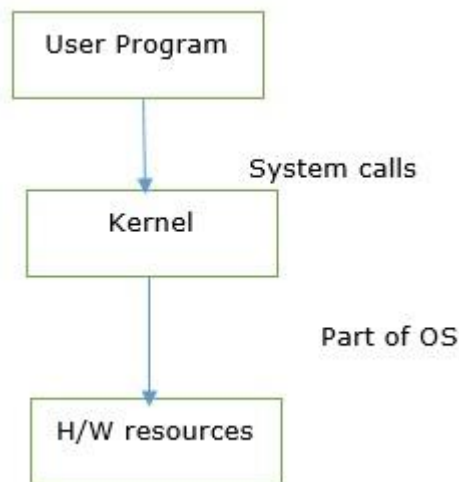 User Program
System calls
Kernel
Part of OS
H/W resources